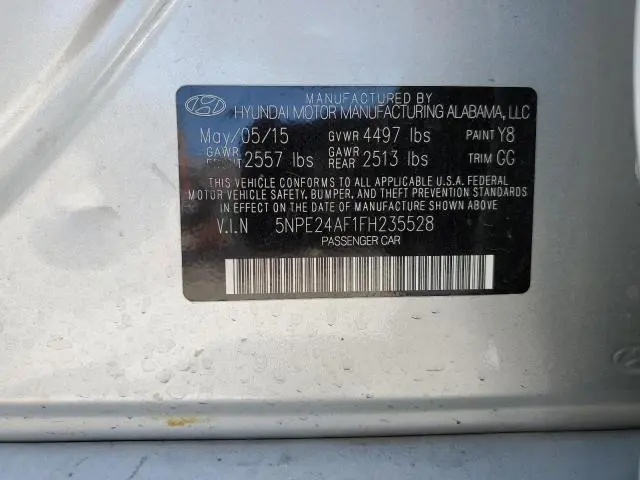 MANUFACTURED BY
HYUNDAI MOTOR MANUFACTURING ALABAMA, LLC
May/05/15 GVWR 4497 lbs PAINT Y8
GAWR GAWR
FRONT 2557 lbs REAR 2513 lbs TRIM GG
THIS VEHICLE CONFORMS TO ALL APPLICABLE U.S.A. FEDERAL
MOTOR VEHICLE SAFETY, BUMPER, AND THEFT PREVENTION STANDARDS
IN EFFECT ON THE DATE OF MANUFACTURE SHOWN ABOVE
V.I.N 5NPE24AF1FH235528
PASSENGER CAR